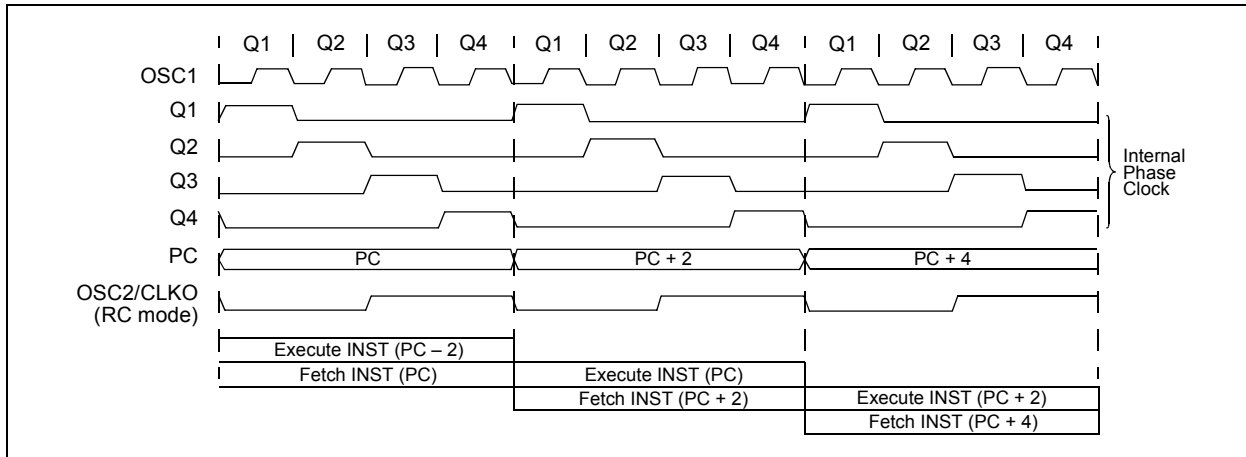 Q1 Q2 Q3 Q4 Q1 Q2 Q3 Q4 Q1 Q2 Q3 Q4
OSC1
Q1
Q2
Q3
Q4
Internal
Phase
Clock
PC PC PC + 2 PC + 4
OSC2/CLKO
(RC mode)
Execute INST (PC – 2)
Fetch INST (PC) Execute INST (PC)
Fetch INST (PC + 2) Execute INST (PC + 2)
Fetch INST (PC + 4)